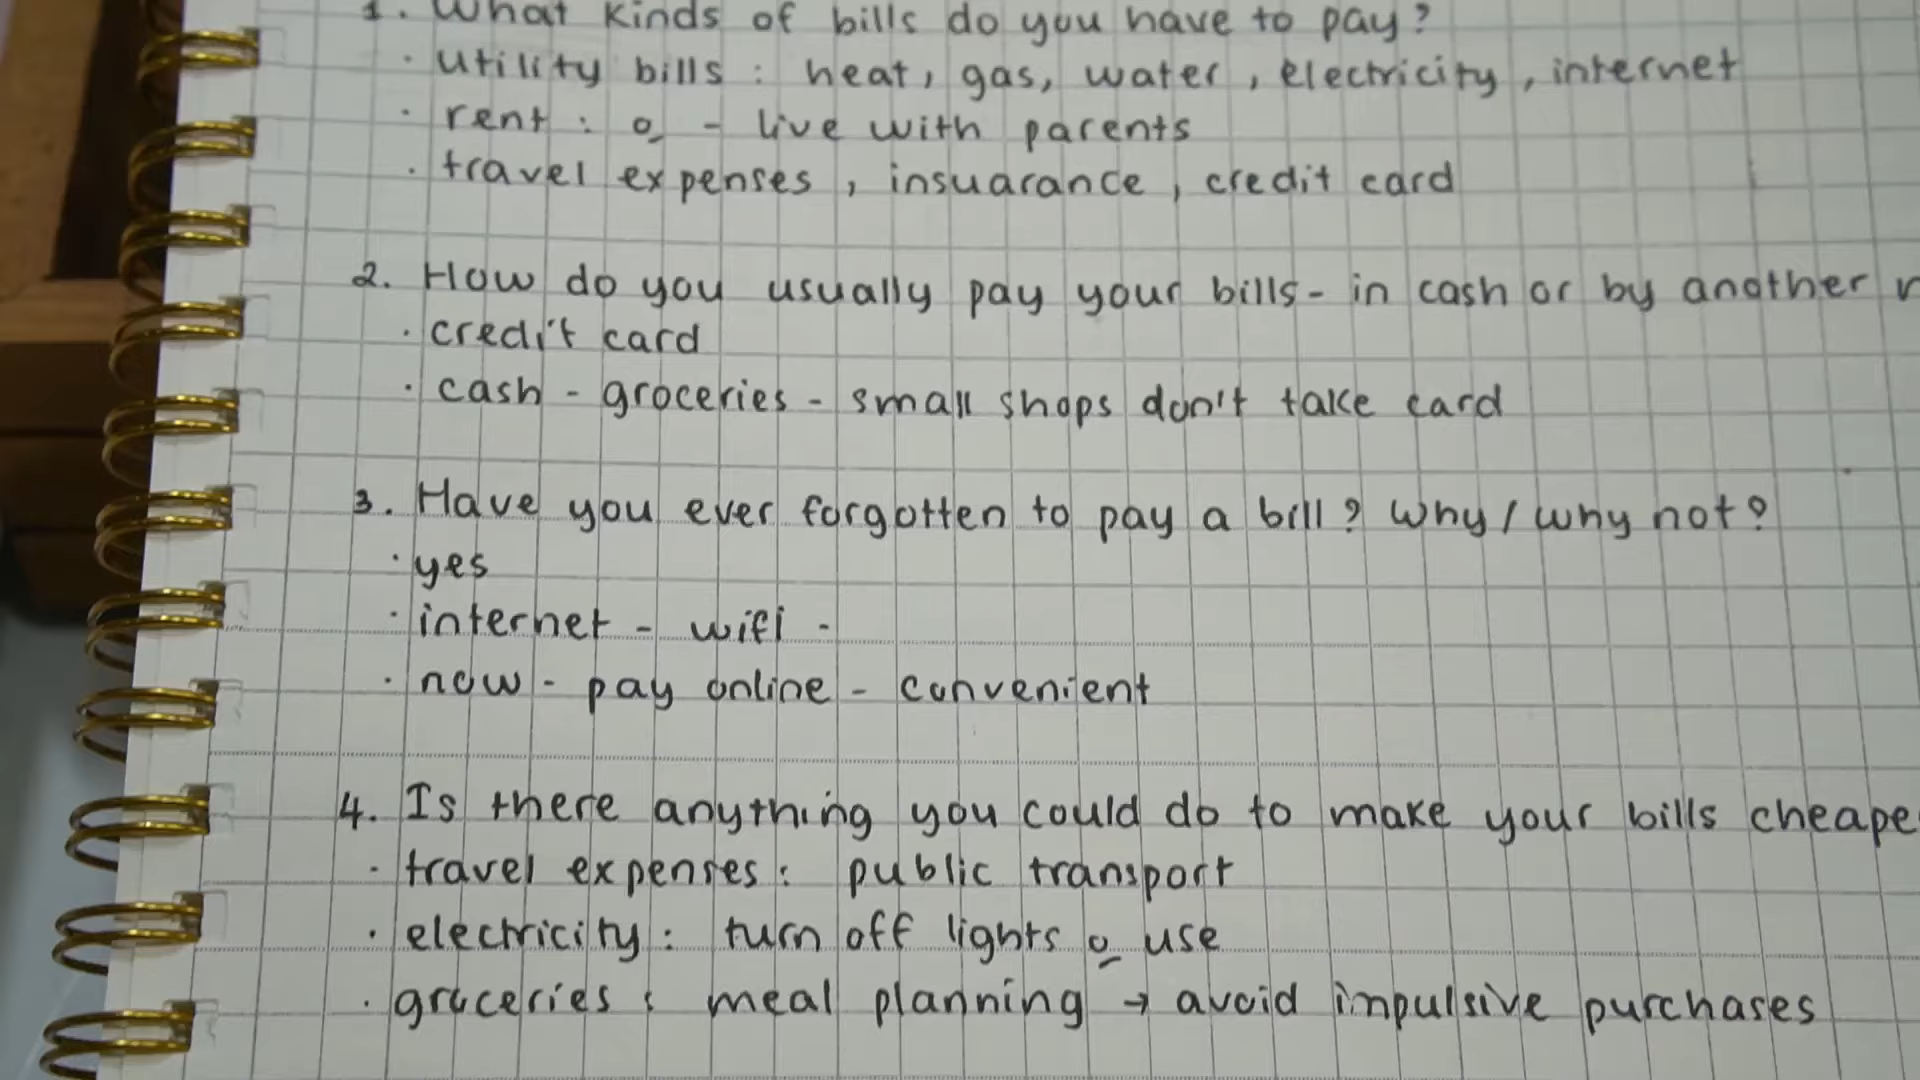 1. What kinds of bills do you have to pay?
· utility bills : heat, gas, water, electricity, internet
· rent : o - live with parents
· travel expenses, insuarance, credit card
2. How do you usually pay your bills - in cash or by another
· credit card
· cash - groceries - small shops don't take card
3. Have you ever forgotten to pay a bill? Why / why not?
· yes
· internet - wifi -
· now - pay online - convenient
4. Is there anything you could do to make your bills cheape
· travel expenses : public transport
· electricity : turn off lights o use
· groceries : meal planning → avoid impulsive purchases